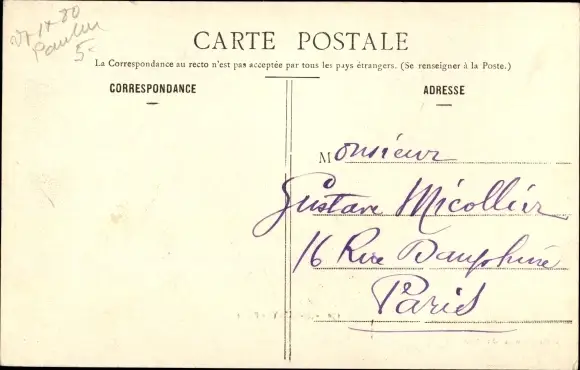 CARTE POSTALE
La Correspondance au recto n'est pas acceptée par tous les pays étrangers. (Se renseigner à la Poste.)
CORRESPONDANCE
ADRESSE
Monsieur
Gustave Micollier
16 Rue Dauphine
Paris